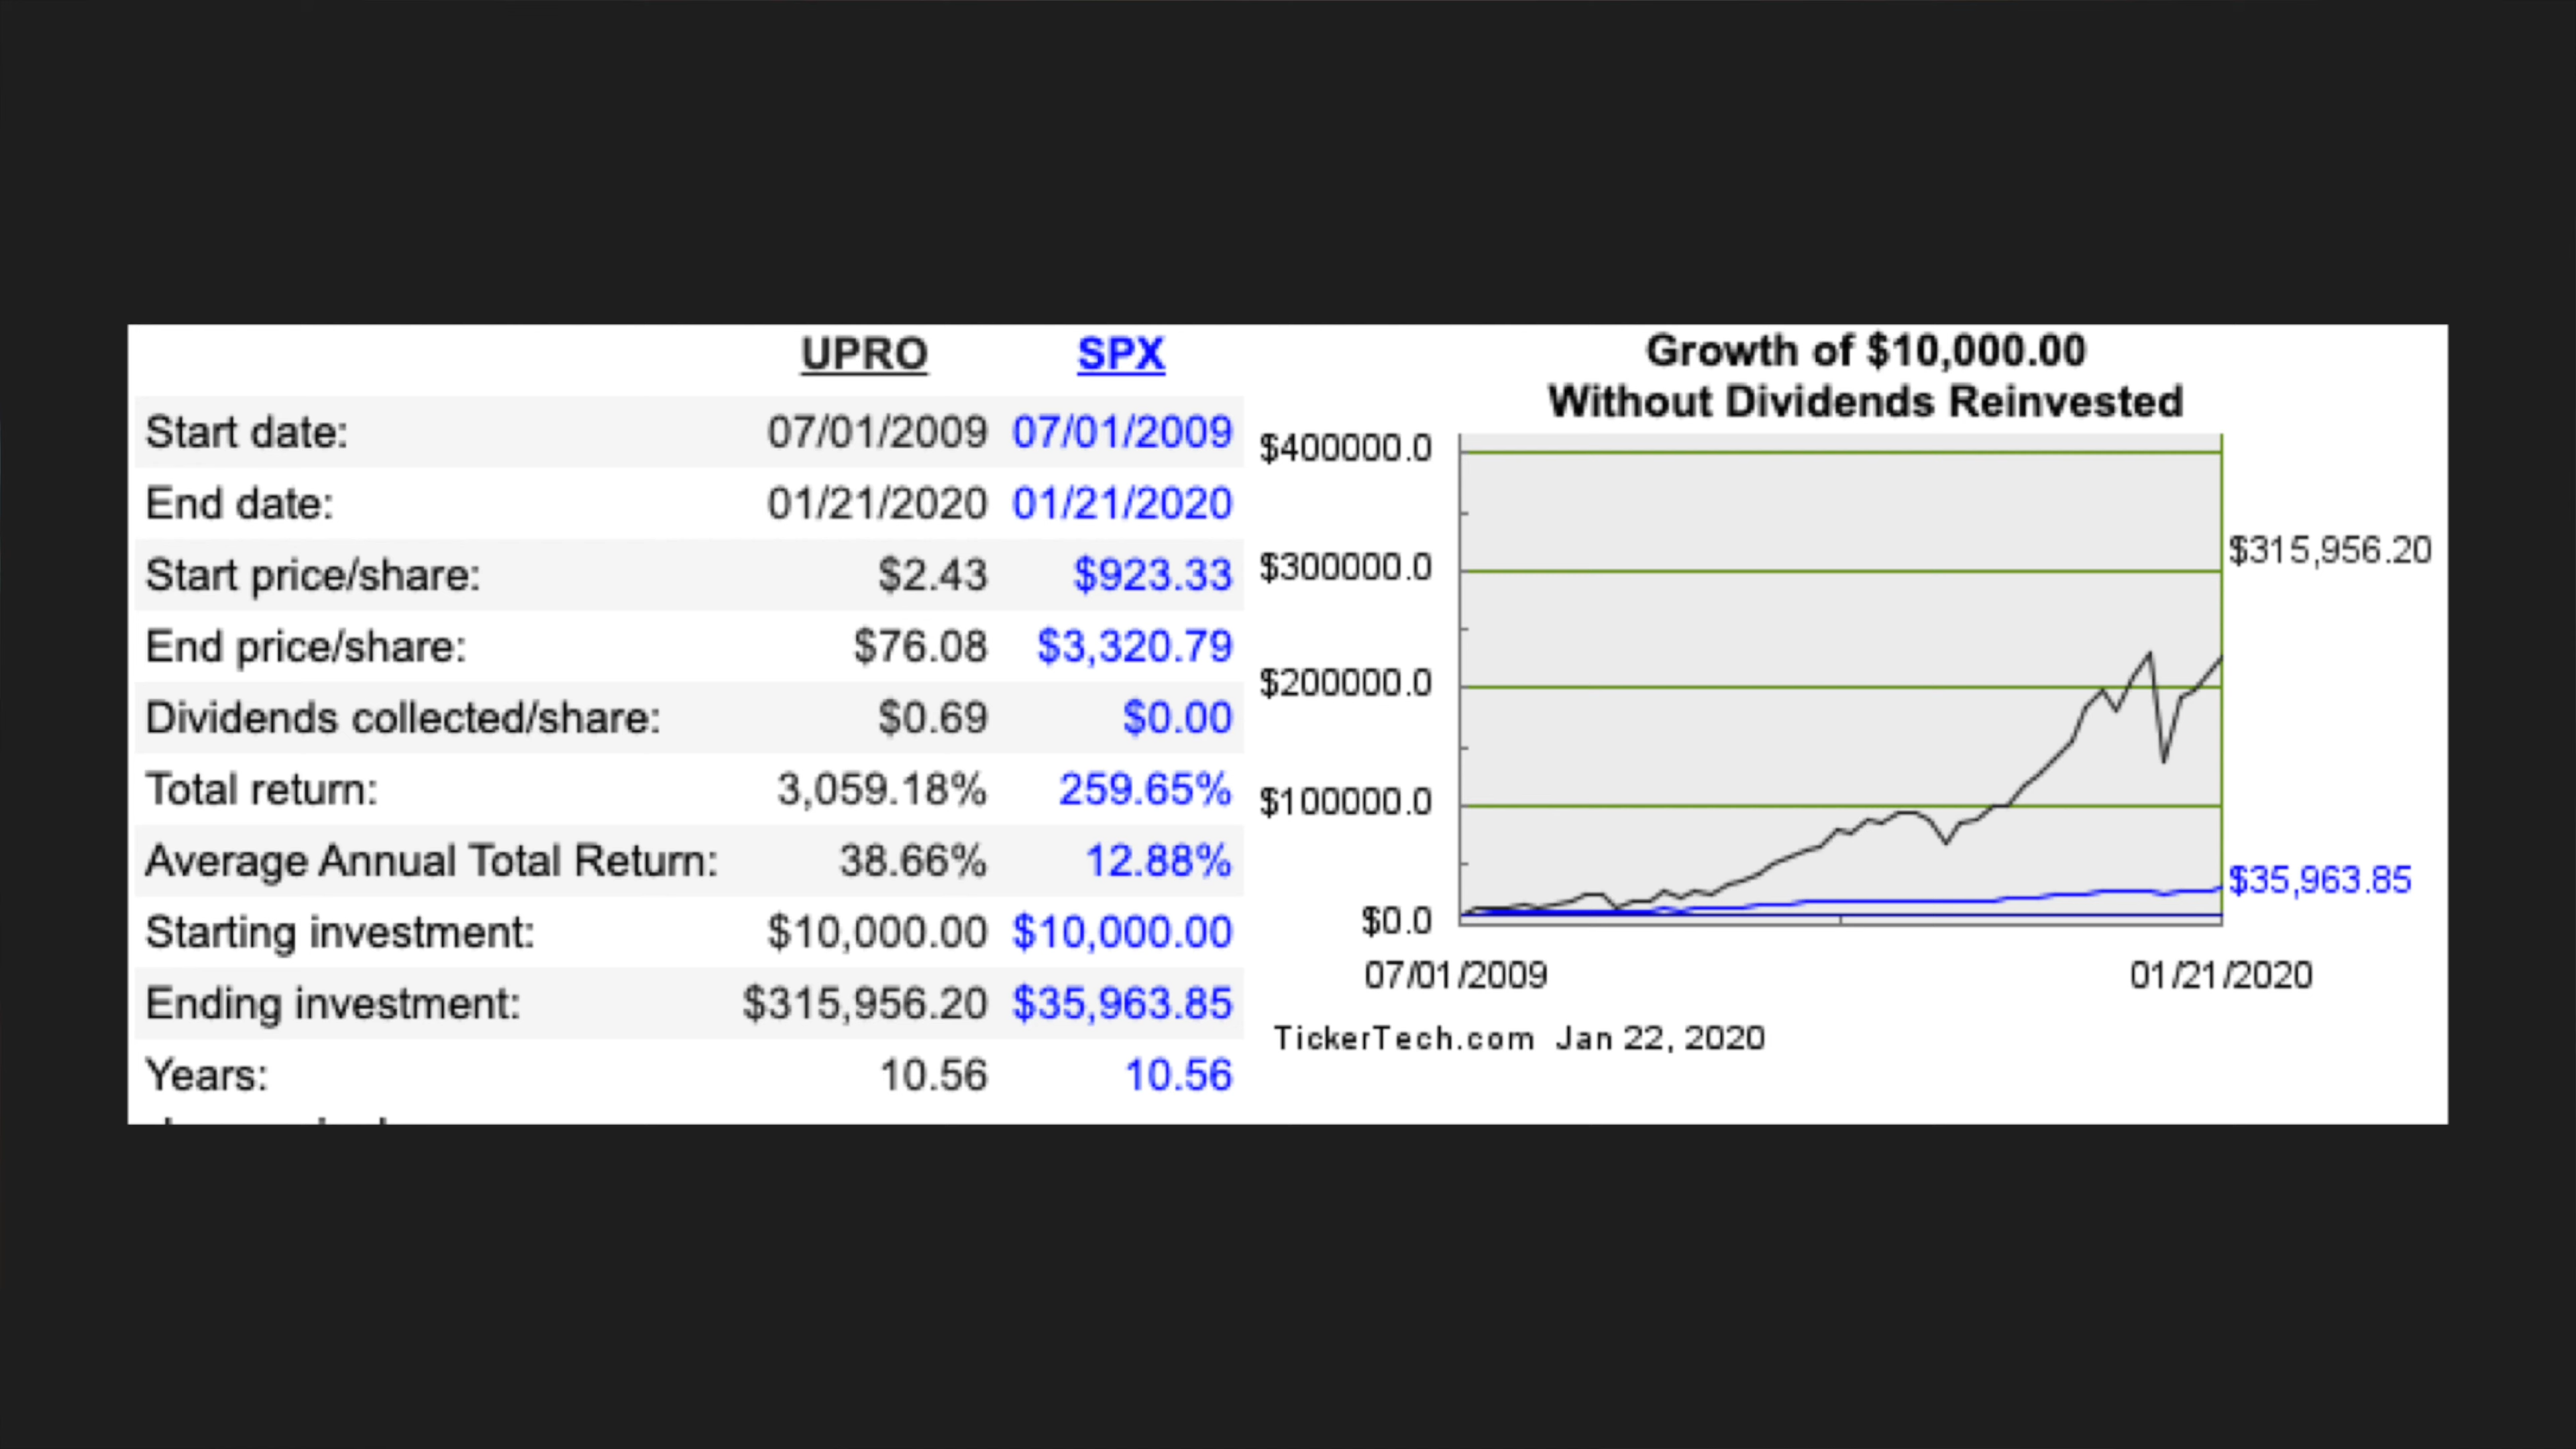 UPRO SPX
Start date: 07/01/2009 07/01/2009
End date: 01/21/2020 01/21/2020
Start price/share: $2.43 $923.33
End price/share: $76.08 $3,320.79
Dividends collected/share: $0.69 $0.00
Total return: 3,059.18% 259.65%
Average Annual Total Return: 38.66% 12.88%
Starting investment: $10,000.00 $10,000.00
Ending investment: $315,956.20 $35,963.85
Years: 10.56 10.56
Growth of $10,000.00
Without Dividends Reinvested
$400000.0
$300000.0
$200000.0
$100000.0
$0.0
$315,956.20
$35,963.85
07/01/2009 01/21/2020
TickerTech.com Jan 22, 2020